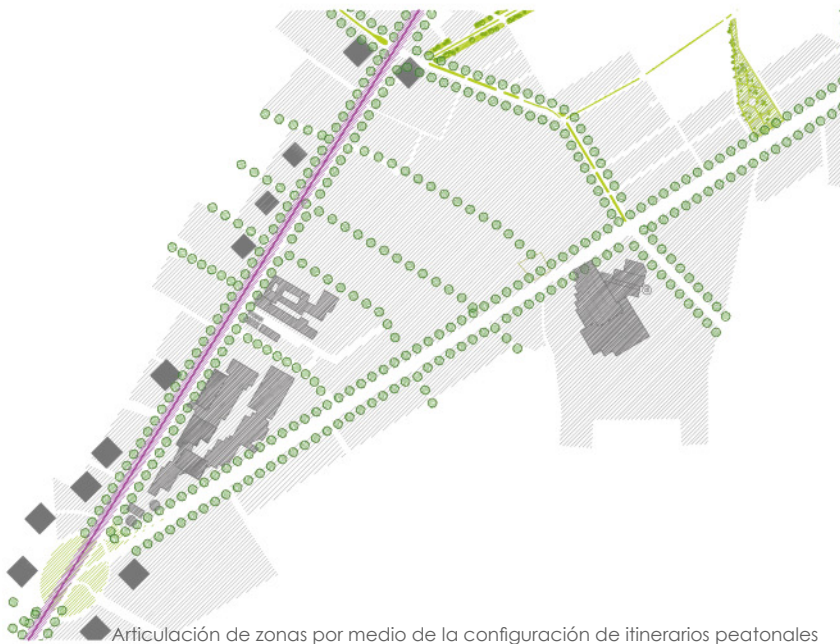 Articulación de zonas por medio de la configuración de itinerarios peatonales